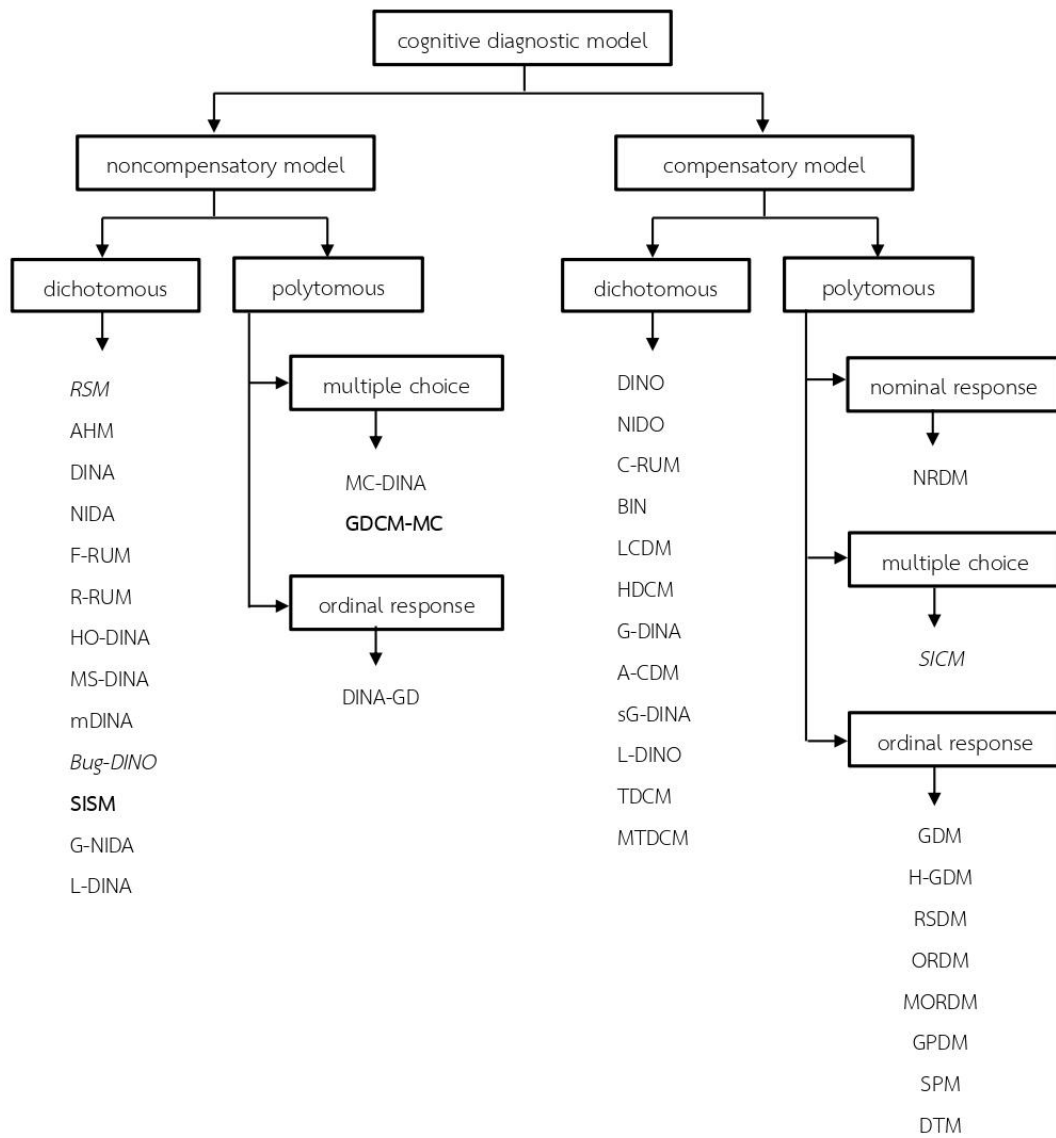 cognitive diagnostic model
noncompensatory model
compensatory model
dichotomous
polytomous
dichotomous
polytomous
RSM
AHM
DINA
NIDA
F-RUM
R-RUM
HO-DINA
MS-DINA
mDINA
Bug-DINO
SISM
G-NIDA
L-DINA
multiple choice
MC-DINA
GDCM-MC
ordinal response
DINA-GD
DINO
NIDO
C-RUM
BIN
LCDM
HDCM
G-DINA
A-CDM
sG-DINA
L-DINO
TDCM
MTDCM
nominal response
NRDM
multiple choice
SICM
ordinal response
GDM
H-GDM
RSDM
ORDM
MORDM
GPDM
SPM
DTM